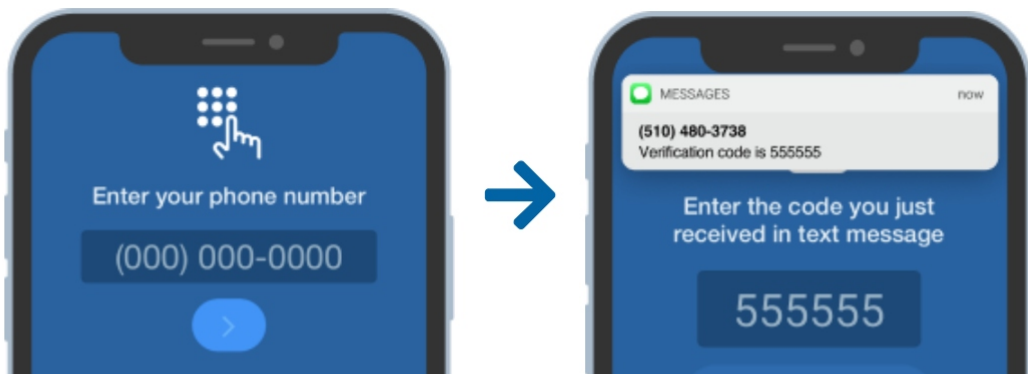 Enter your phone number
(000) 000-0000
MESSAGES now
(510) 480-3738
Verification code is 555555
Enter the code you just
received in text message
555555